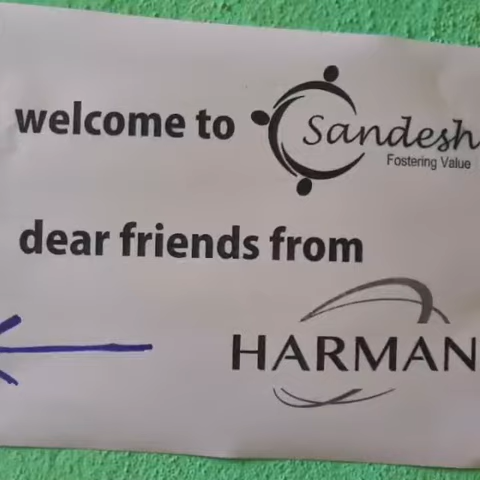 welcome to Sandesh
Fostering Value
dear friends from
HARMAN